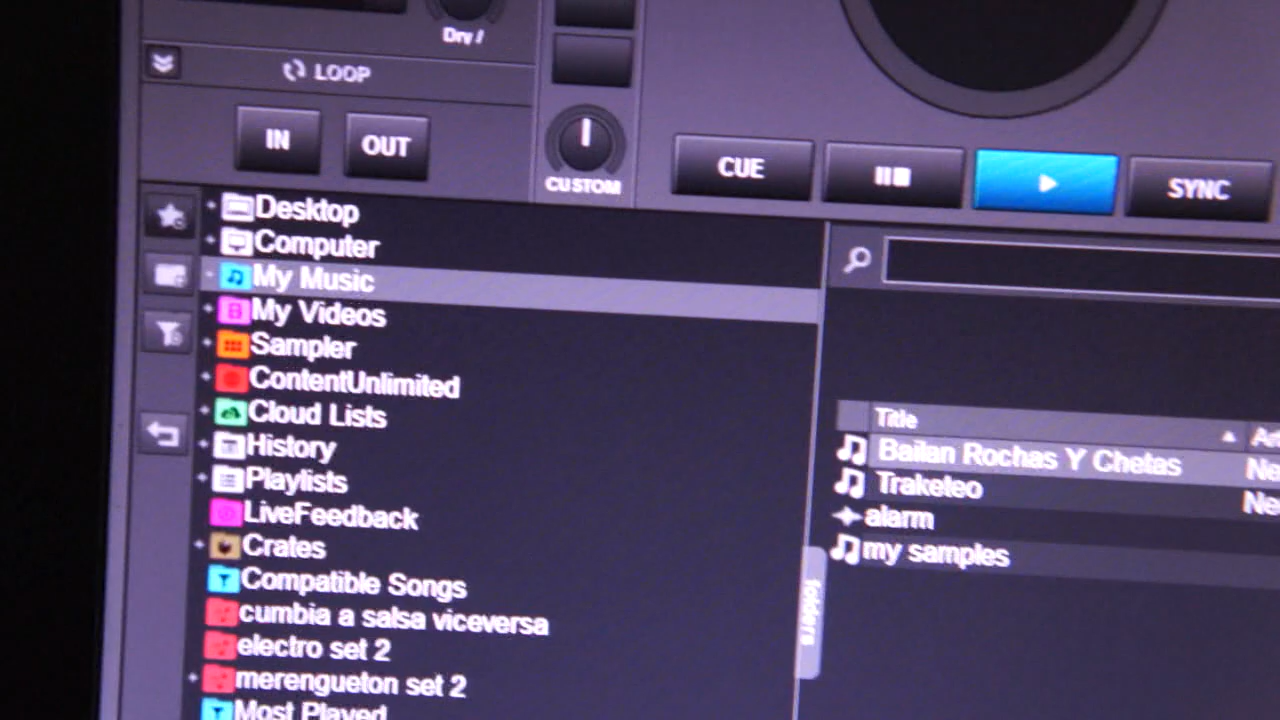 Dry /
LOOP
IN
OUT
CUSTOM
CUE
SYNC
Desktop
Computer
My Music
My Videos
Sampler
ContentUnlimited
Cloud Lists
History
Playlists
LiveFeedback
Crates
Compatible Songs
cumbia a salsa viceversa
electro set 2
merengueton set 2
Most Played
folders
Title
Bailan Rochas Y Chetas
Ne
Traketeo
Ne
alarm
my samples